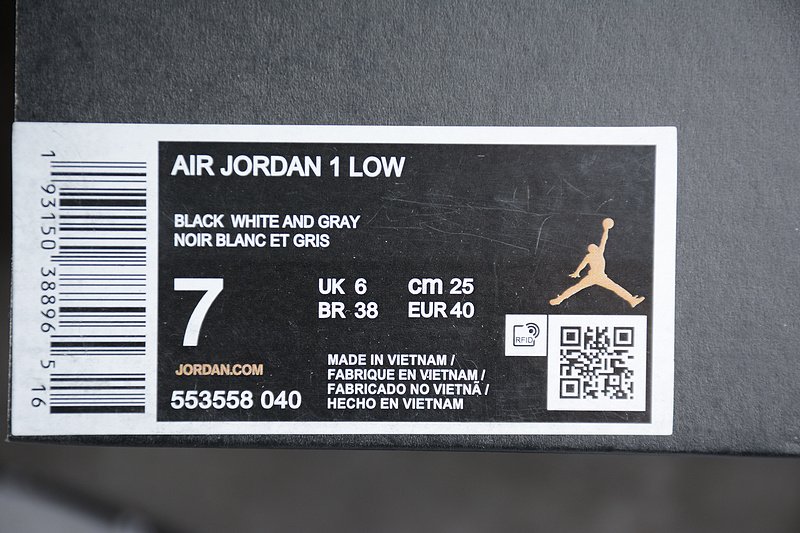 AIR JORDAN 1 LOW
BLACK  WHITE AND GRAY
NOIR BLANC ET GRIS
7
UK 6
cm 25
BR 38
EUR 40
JORDAN.COM
553558 040
MADE IN VIETNAM /
FABRIQUE EN VIETNAM /
FABRICADO NO VIETNÃ /
HECHO EN VIETNAM
RFID
1 93150 38896 5 16